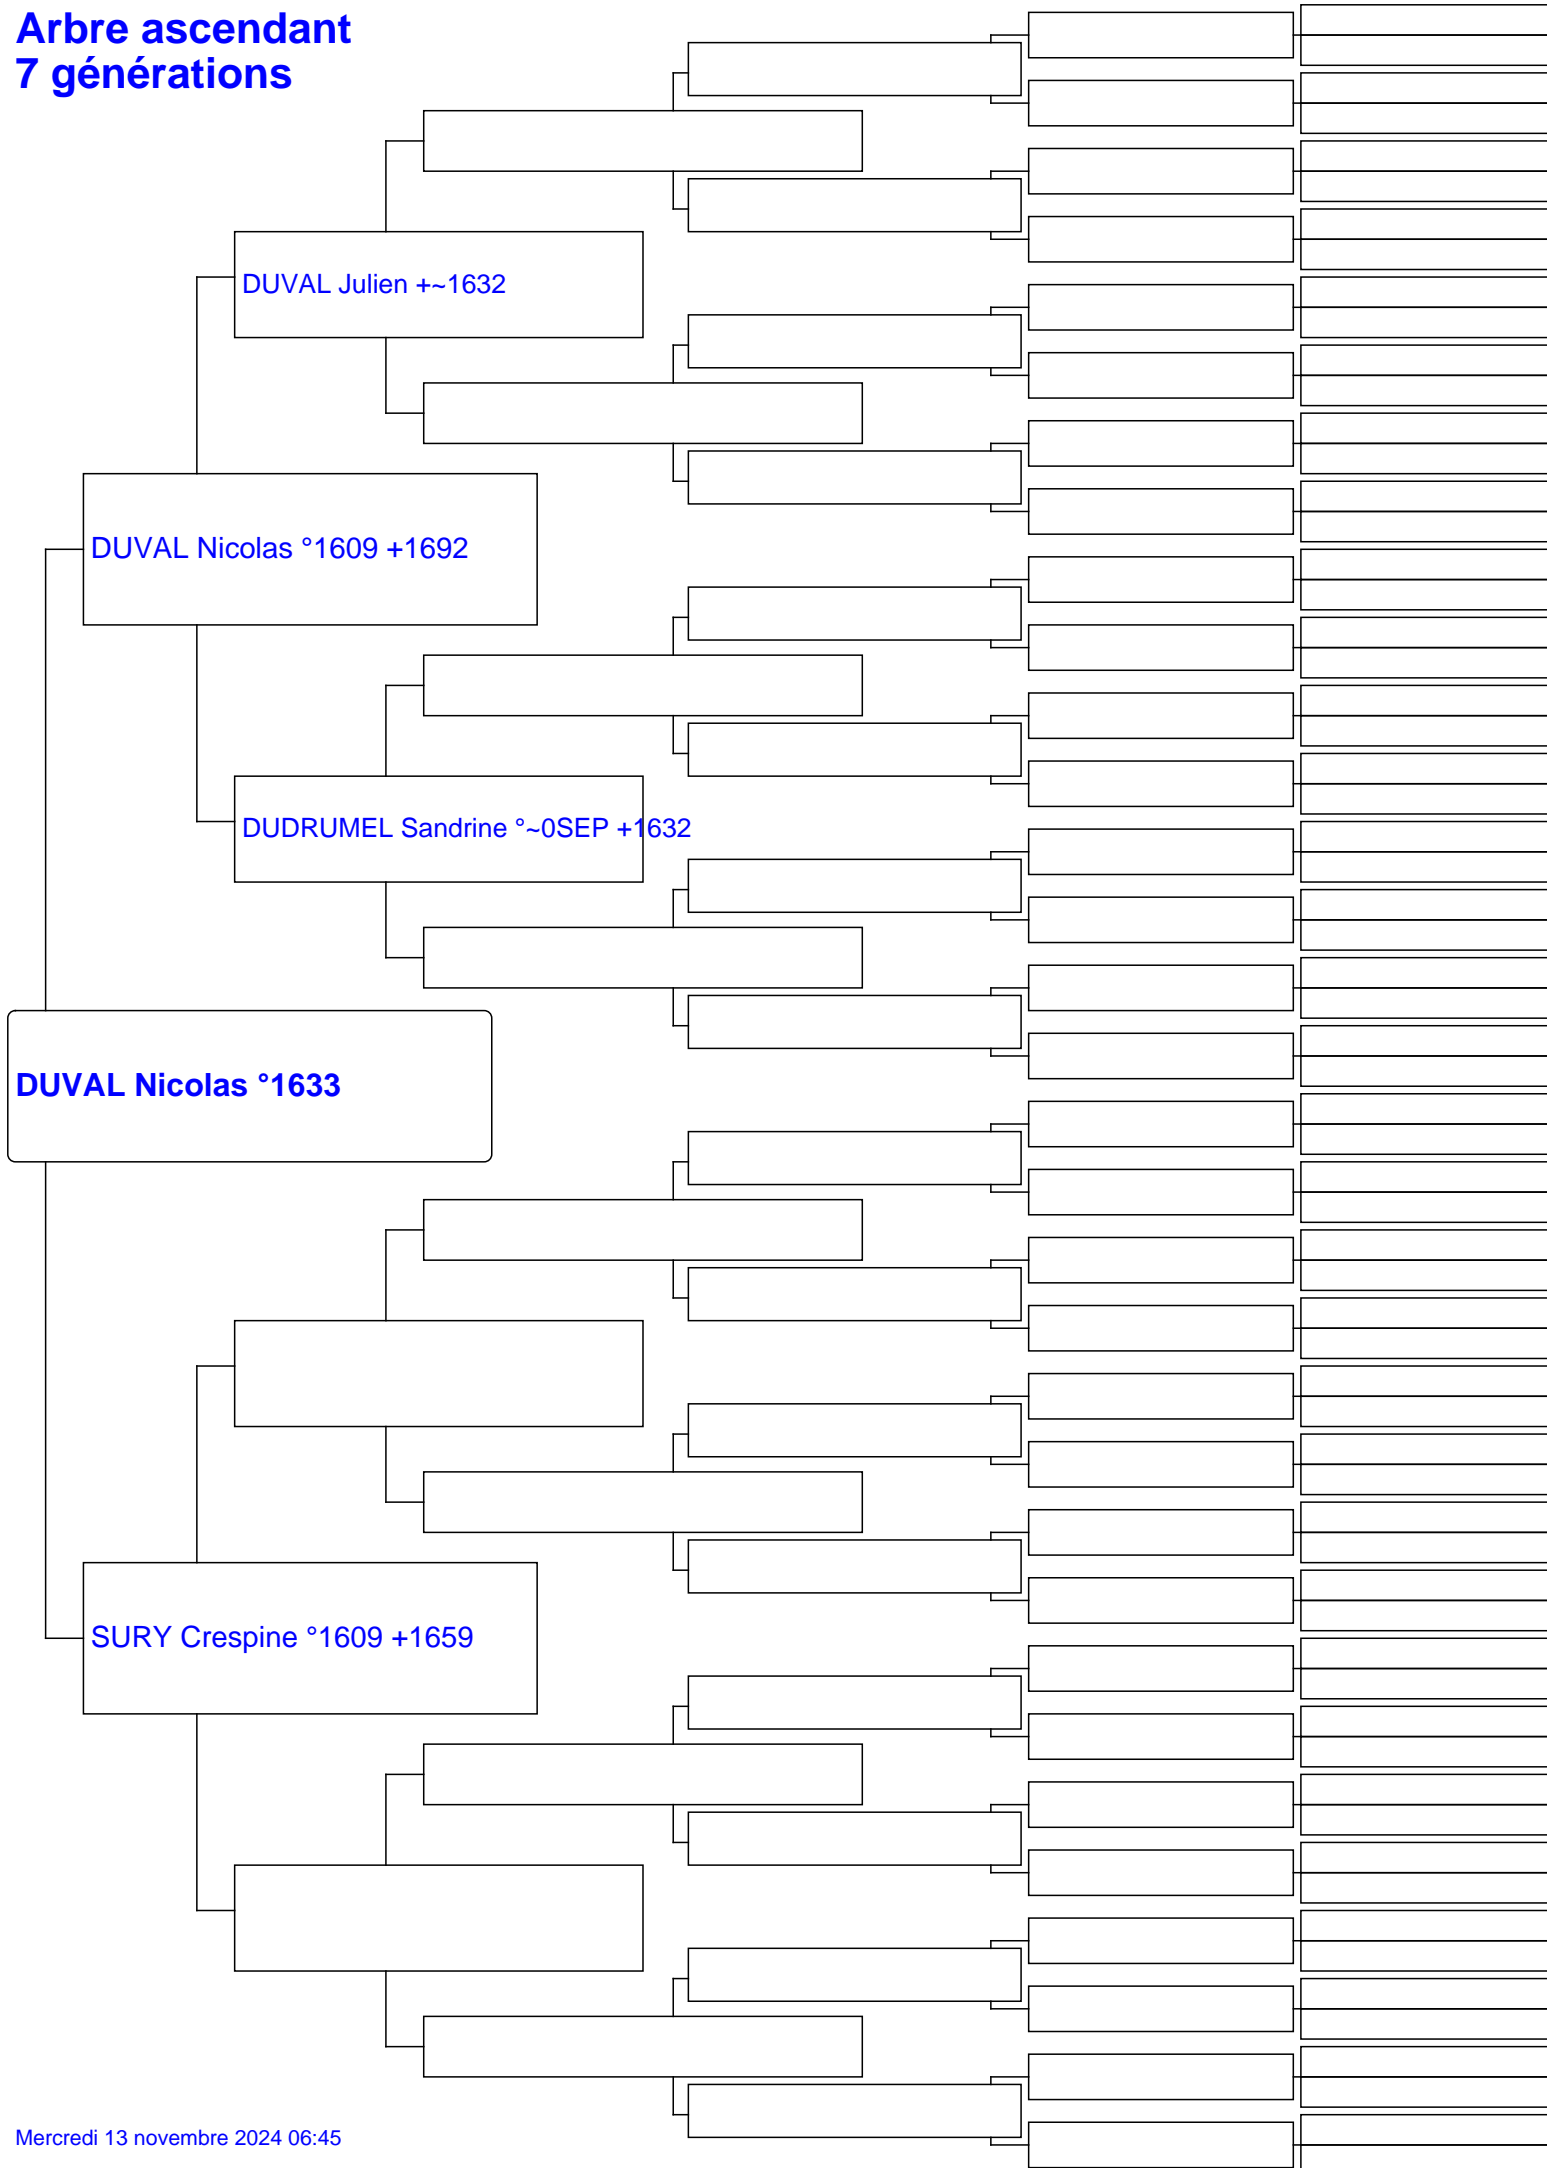 Arbre ascendant
7 générations
DUVAL Julien +~1632
DUVAL Nicolas °1609 +1692
DUDRUMEL Sandrine °~0SEP +1632
DUVAL Nicolas °1633
SURY Crespine °1609 +1659
Mercredi 13 novembre 2024 06:45